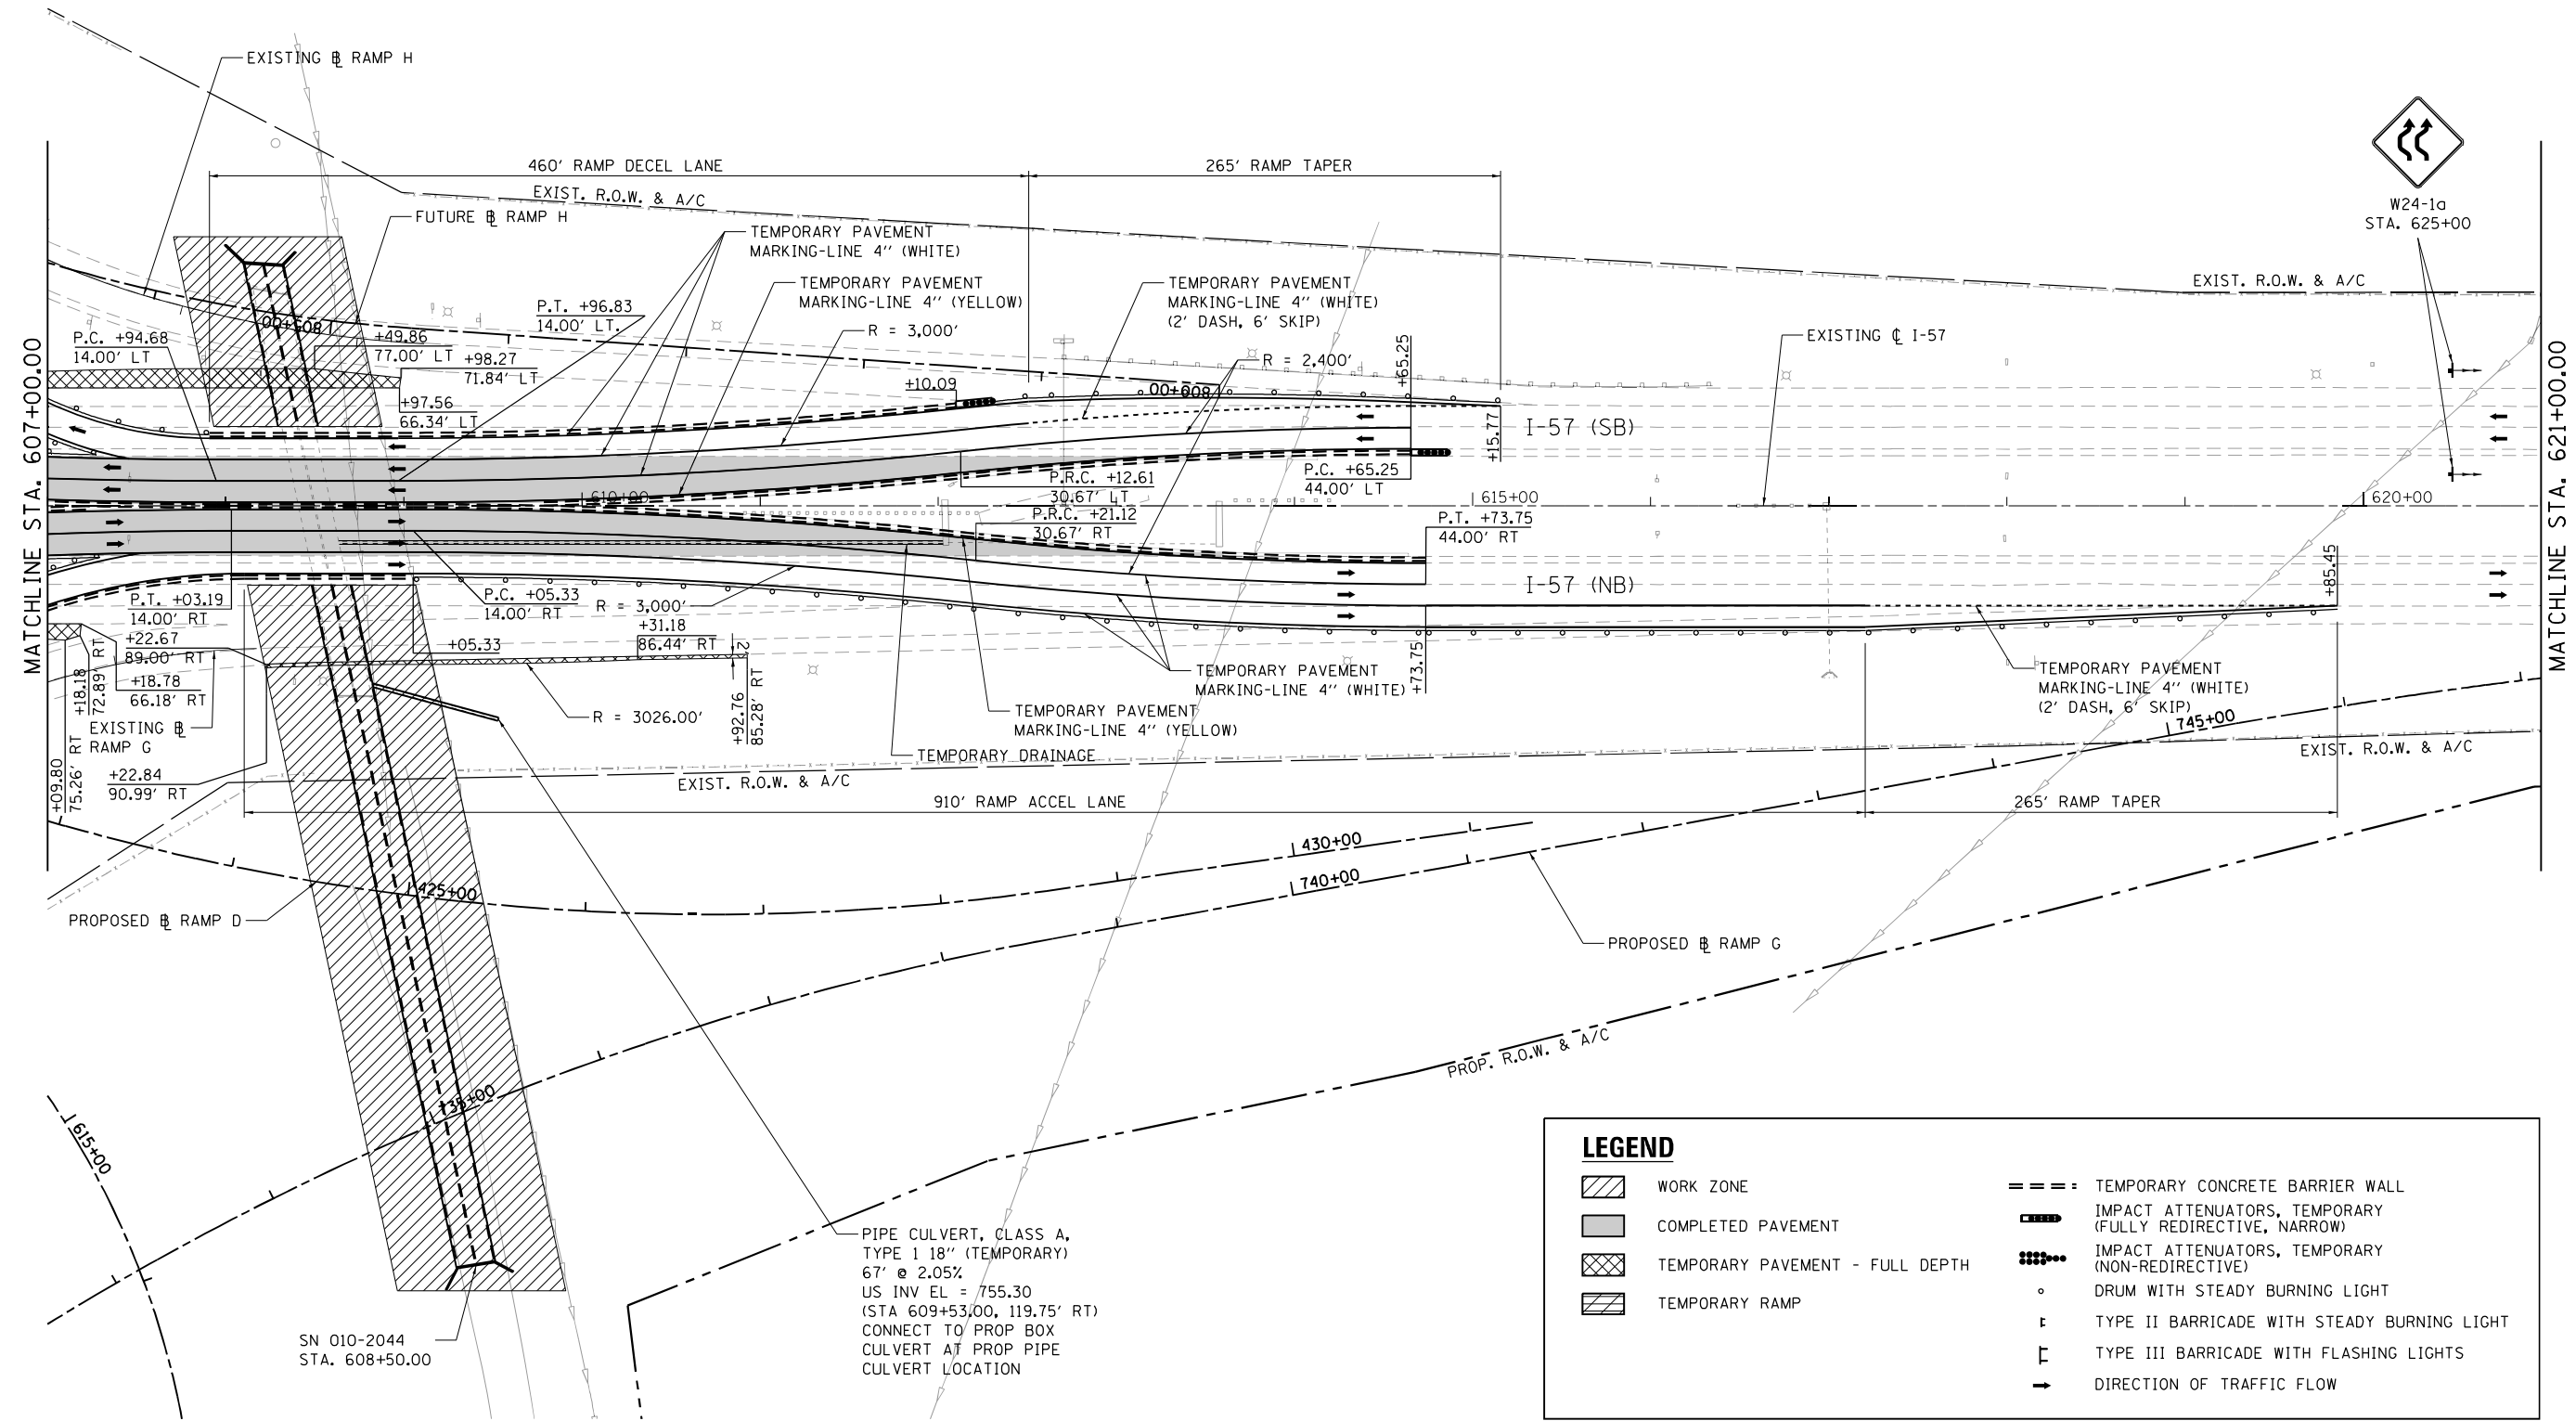 EXISTING ℄ RAMP H
460' RAMP DECEL LANE
265' RAMP TAPER
EXIST. R.O.W. & A/C
FUTURE ℄ RAMP H
TEMPORARY PAVEMENT
MARKING-LINE 4'' (WHITE)
TEMPORARY PAVEMENT
MARKING-LINE 4'' (YELLOW)
TEMPORARY PAVEMENT
MARKING-LINE 4'' (WHITE)
(2' DASH, 6' SKIP)
W24-1a
STA. 625+00
EXIST. R.O.W. & A/C
P.T. +96.83
14.00' LT.
R = 3,000'
R = 2,400'
EXISTING ℄ I-57
P.C. +94.68
14.00' LT
+49.86
77.00' LT
+98.27
71.84' LT
+97.56
66.34' LT
+10.09
+65.25
+15.77
I-57 (SB)
MATCHLINE STA. 607+00.00
MATCHLINE STA. 621+00.00
P.R.C. +12.61
30.67' LT
P.C. +65.25
44.00' LT
610+00
615+00
620+00
P.R.C. +21.12
30.67' RT
P.T. +73.75
44.00' RT
I-57 (NB)
+85.45
P.T. +03.19
14.00' RT
P.C. +05.33
14.00' RT
R = 3,000'
+22.67
89.00' RT
+31.18
86.44' RT
+05.33
2
+18.78
66.18' RT
+18.18
72.89' RT
EXISTING ℄
RAMP G
R = 3026.00'
+92.76
85.28' RT
+73.75
TEMPORARY PAVEMENT
MARKING-LINE 4'' (WHITE)
TEMPORARY PAVEMENT
MARKING-LINE 4'' (YELLOW)
TEMPORARY DRAINAGE
TEMPORARY PAVEMENT
MARKING-LINE 4'' (WHITE)
(2' DASH, 6' SKIP)
745+00
EXIST. R.O.W. & A/C
+09.80
75.26' RT
+22.84
90.99' RT
EXIST. R.O.W. & A/C
910' RAMP ACCEL LANE
265' RAMP TAPER
430+00
740+00
425+00
PROPOSED ℄ RAMP D
PROPOSED ℄ RAMP G
PROP. R.O.W. & A/C
735+00
615+00
PIPE CULVERT, CLASS A,
TYPE 1 18'' (TEMPORARY)
67' @ 2.05%
US INV EL = 755.30
(STA 609+53.00, 119.75' RT)
CONNECT TO PROP BOX
CULVERT AT PROP PIPE
CULVERT LOCATION
SN 010-2044
STA. 608+50.00
LEGEND
WORK ZONE
COMPLETED PAVEMENT
TEMPORARY PAVEMENT - FULL DEPTH
TEMPORARY RAMP
TEMPORARY CONCRETE BARRIER WALL
IMPACT ATTENUATORS, TEMPORARY
(FULLY REDIRECTIVE, NARROW)
IMPACT ATTENUATORS, TEMPORARY
(NON-REDIRECTIVE)
DRUM WITH STEADY BURNING LIGHT
TYPE II BARRICADE WITH STEADY BURNING LIGHT
TYPE III BARRICADE WITH FLASHING LIGHTS
DIRECTION OF TRAFFIC FLOW